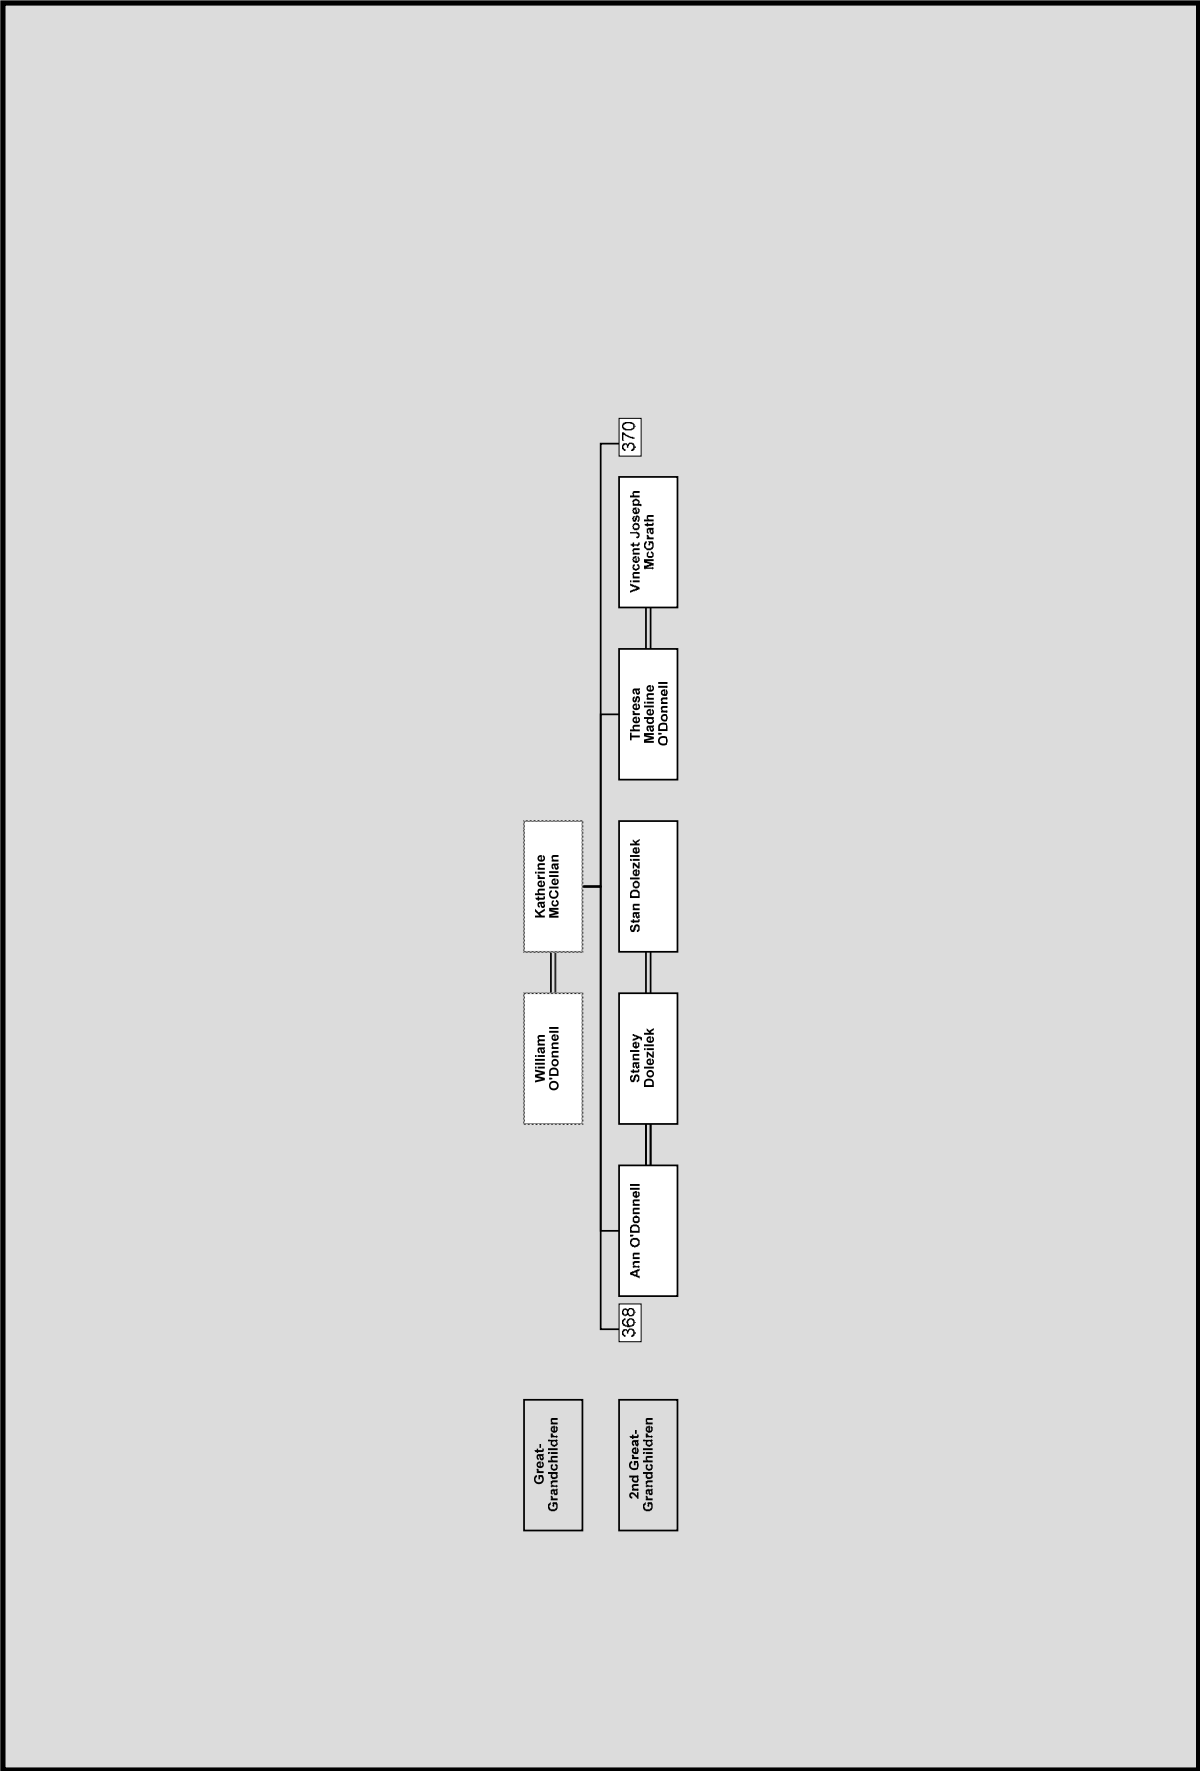 Great-
Grandchildren
William
O'Donnell
Katherine
McClellan
2nd Great-
Grandchildren
368
Ann O'Donnell
Stanley
Dolezilek
Stan Dolezilek
Theresa
Madeline
O'Donnell
Vincent Joseph
McGrath
370